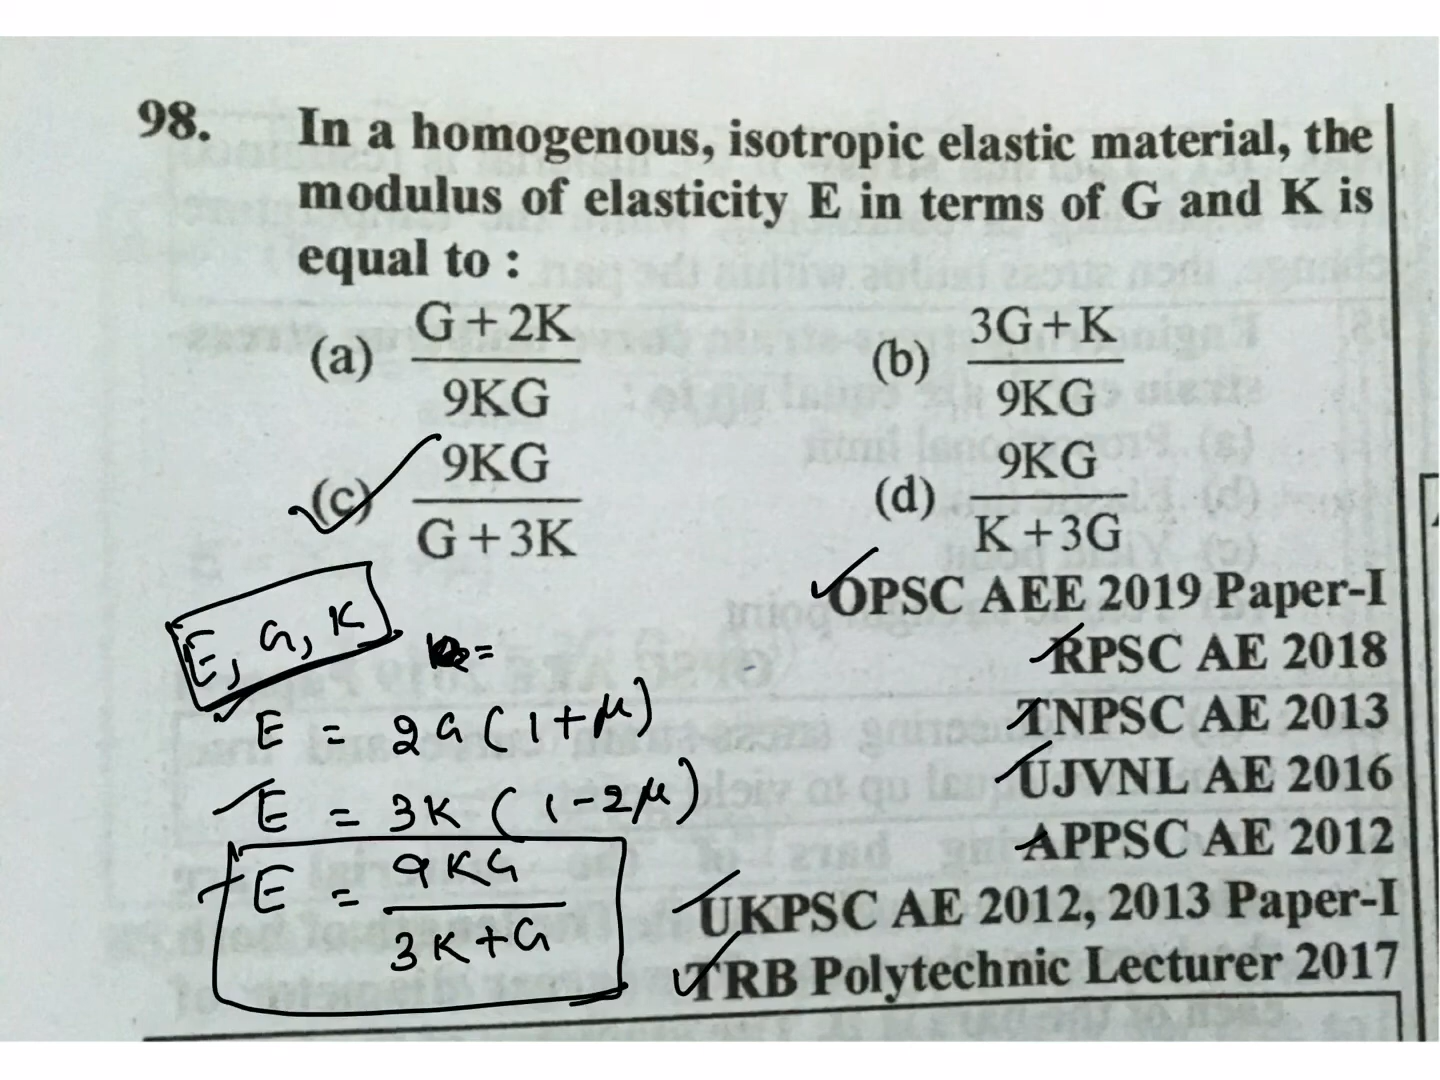 98. In a homogenous, isotropic elastic material, the
modulus of elasticity E in terms of G and K is
equal to :
(a) G + 2K / 9KG (b) 3G + K / 9KG
(c) 9KG / G + 3K (d) 9KG / K + 3G
OPSC AEE 2019 Paper-I
RPSC AE 2018
TNPSC AE 2013
UJVNL AE 2016
APPSC AE 2012
UKPSC AE 2012, 2013 Paper-I
TRB Polytechnic Lecturer 2017
E, G, K
E = 2G (1+μ)
E = 3K (1-2μ)
E = 9KG / 3K+G